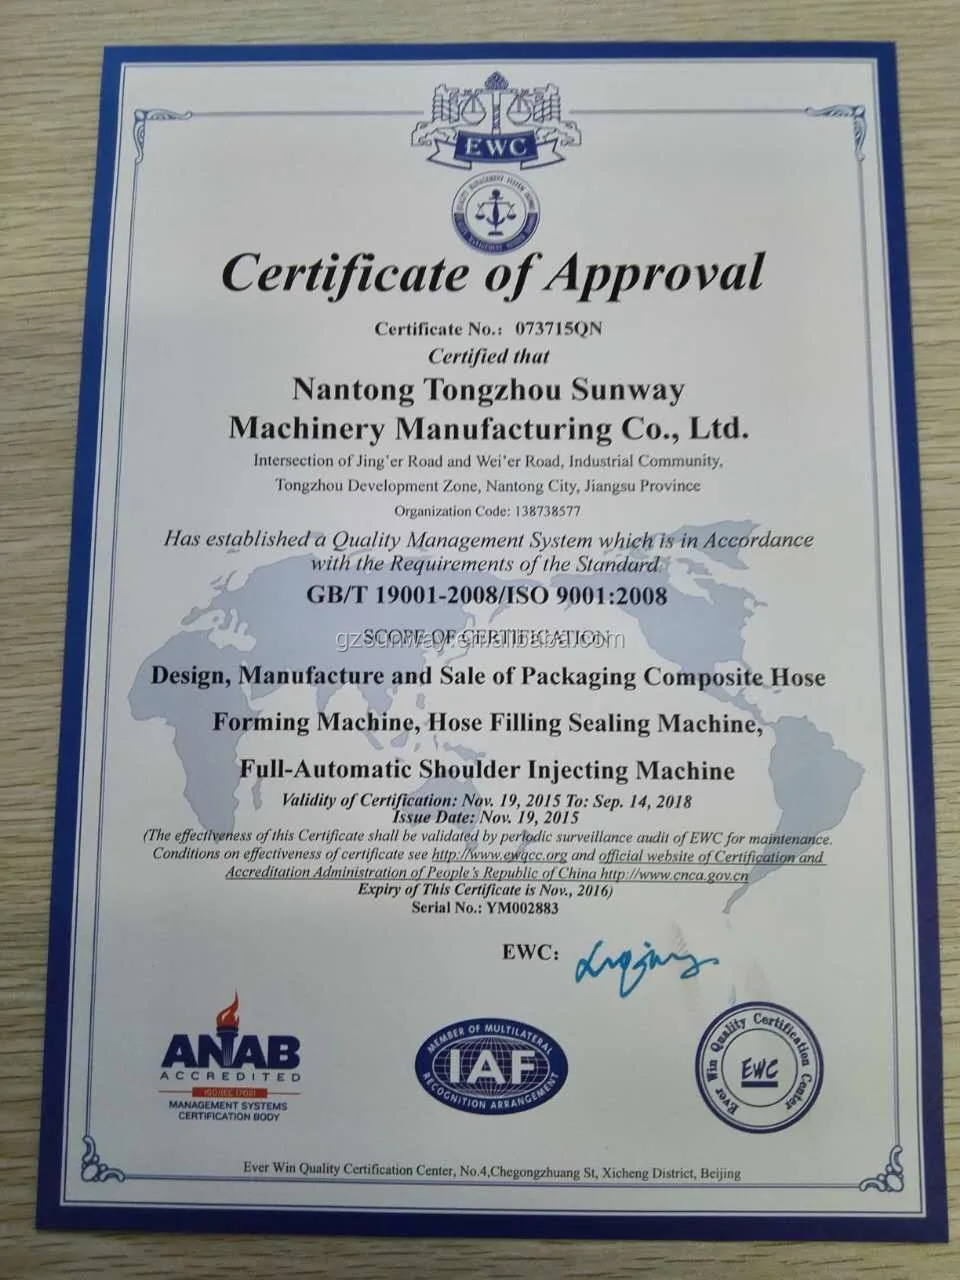 EWC
Certificate of Approval
Certificate No.: 073715QN
Certified that
Nantong Tongzhou Sunway
Machinery Manufacturing Co., Ltd.
Intersection of Jing'er Road and Wei'er Road, Industrial Community,
Tongzhou Development Zone, Nantong City, Jiangsu Province
Organization Code: 138738577
Has established a Quality Management System which is in Accordance
with the Requirements of the Standard
GB/T 19001-2008/ISO 9001:2008
SCOPE OF CERTIFICATION
Design, Manufacture and Sale of Packaging Composite Hose
Forming Machine, Hose Filling Sealing Machine,
Full-Automatic Shoulder Injecting Machine
Validity of Certification: Nov. 19, 2015 To: Sep. 14, 2018
Issue Date: Nov. 19, 2015
(The effectiveness of this Certificate shall be validated by periodic surveillance audit of EWC for maintenance.
Conditions on effectiveness of certificate see http://www.ewqcc.org and official website of Certification and
Accreditation Administration of People's Republic of China http://www.cnca.gov.cn
Expiry of This Certificate is Nov., 2016)
Serial No.: YM002883
EWC:
ANAB
ACCREDITED
MANAGEMENT SYSTEMS
CERTIFICATION BODY
MEMBER OF MULTILATERAL
IAF
RECOGNITION ARRANGEMENT
Ever Win Quality Certification Center
EWC
Ever Win Quality Certification Center, No.4,Chegongzhuang St, Xicheng District, Beijing